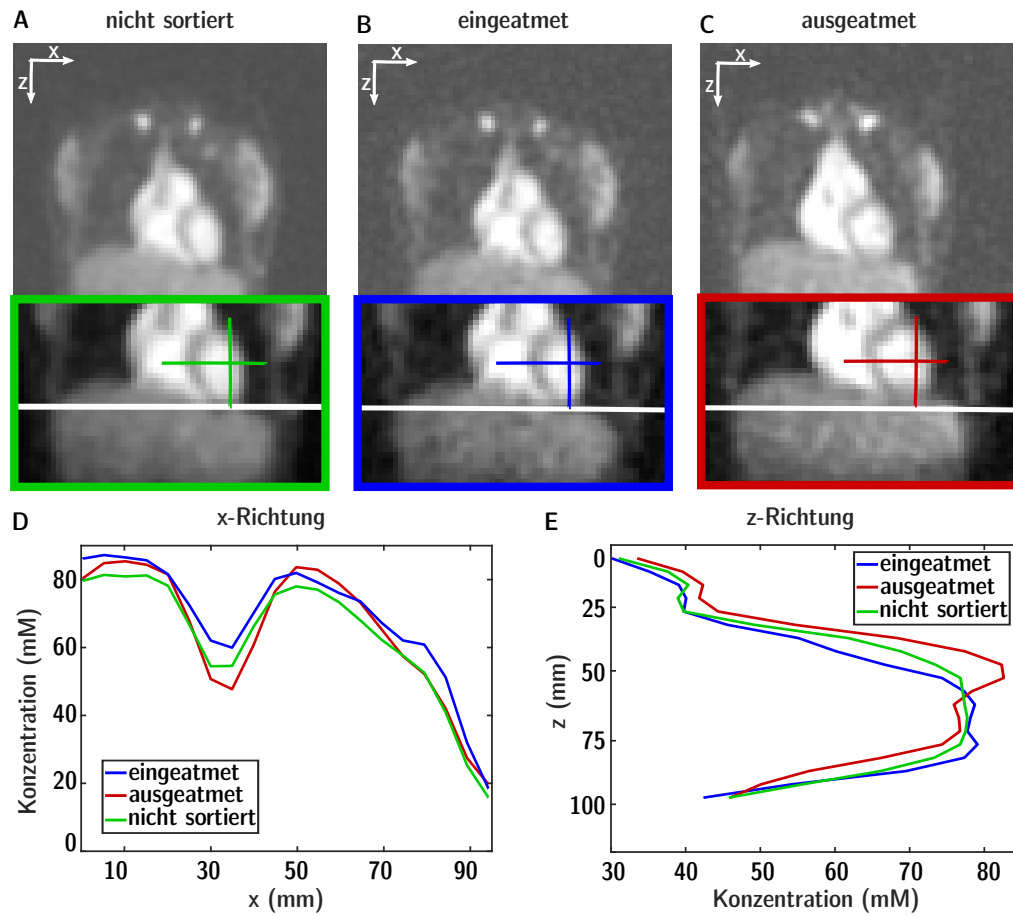 A nicht sortiert
B eingeatmet
C ausgeatmet
x
z
x
z
x
z
D x-Richtung
Konzentration (mM)
80
60
40
20
0
10 30 50 70 90
x (mm)
eingeatmet
ausgeatmet
nicht sortiert
E z-Richtung
z (mm)
0
25
50
75
100
30 40 50 60 70 80
Konzentration (mM)
eingeatmet
ausgeatmet
nicht sortiert